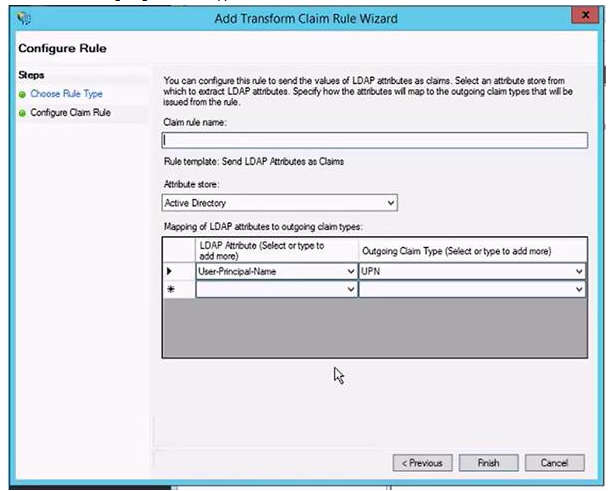 Add Transform Claim Rule Wizard
x
Configure Rule
Steps
Choose Rule Type
Configure Claim Rule
You can configure this rule to send the values of LDAP attributes as claims. Select an attribute store from
which to extract LDAP attributes. Specify how the attributes will map to the outgoing claim types that will be
issued from the rule.
Claim rule name:
Rule template: Send LDAP Attributes as Claims
Attribute store:
Active Directory
Mapping of LDAP attributes to outgoing claim types:
LDAP Attribute (Select or type to
add more)
Outgoing Claim Type (Select or type to add more)
User-Principal-Name
UPN
< Previous
Finish
Cancel